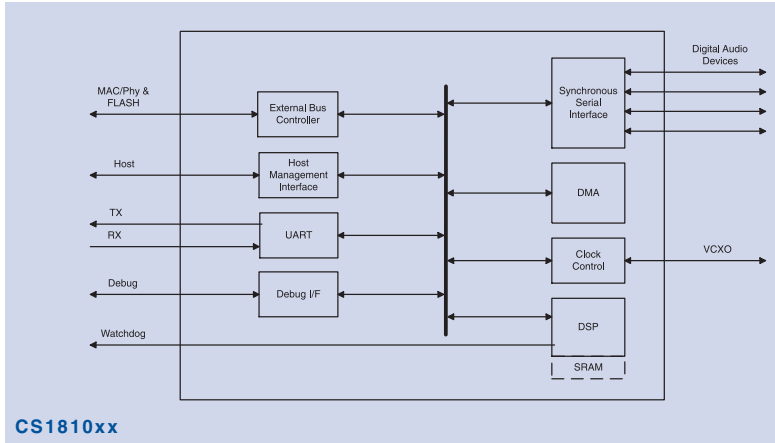 Digital Audio
Devices
MAC/Phy &
FLASH
External Bus
Controller
Synchronous
Serial
Interface
Host
Host
Management
Interface
DMA
TX
RX
UART
Clock
Control
VCXO
Debug
Debug I/F
DSP
Watchdog
SRAM
CS1810xx